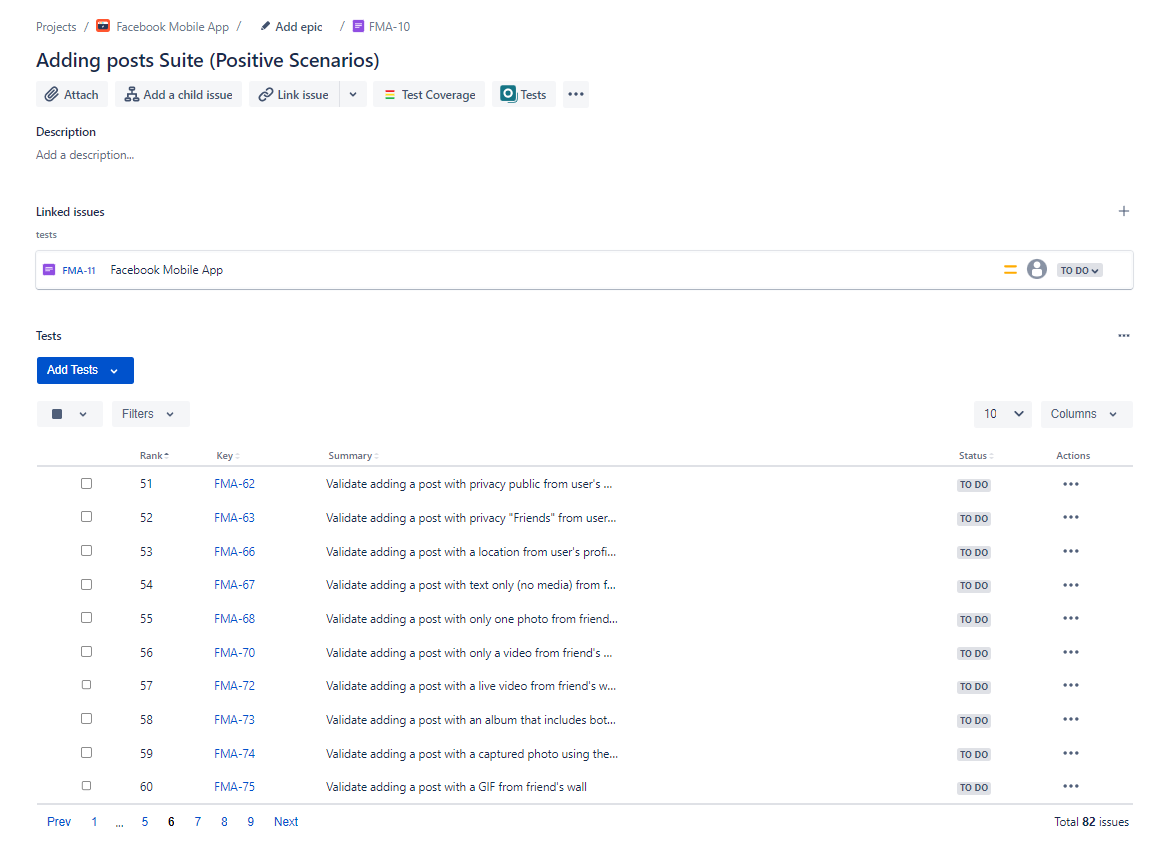 Projects / Facebook Mobile App / Add epic / FMA-10
Adding posts Suite (Positive Scenarios)
Attach Add a child issue Link issue Test Coverage Tests
Description
Add a description...
Linked issues
tests
FMA-11 Facebook Mobile App TO DO
Tests
Add Tests
Filters 10 Columns
Rank Key Summary Status Actions
51 FMA-62 Validate adding a post with privacy public from user's ... TO DO
52 FMA-63 Validate adding a post with privacy "Friends" from user... TO DO
53 FMA-66 Validate adding a post with a location from user's profi... TO DO
54 FMA-67 Validate adding a post with text only (no media) from f... TO DO
55 FMA-68 Validate adding a post with only one photo from friend... TO DO
56 FMA-70 Validate adding a post with only a video from friend's ... TO DO
57 FMA-72 Validate adding a post with a live video from friend's w... TO DO
58 FMA-73 Validate adding a post with an album that includes bot... TO DO
59 FMA-74 Validate adding a post with a captured photo using the... TO DO
60 FMA-75 Validate adding a post with a GIF from friend's wall TO DO
Prev 1 ... 5 6 7 8 9 Next Total 82 issues